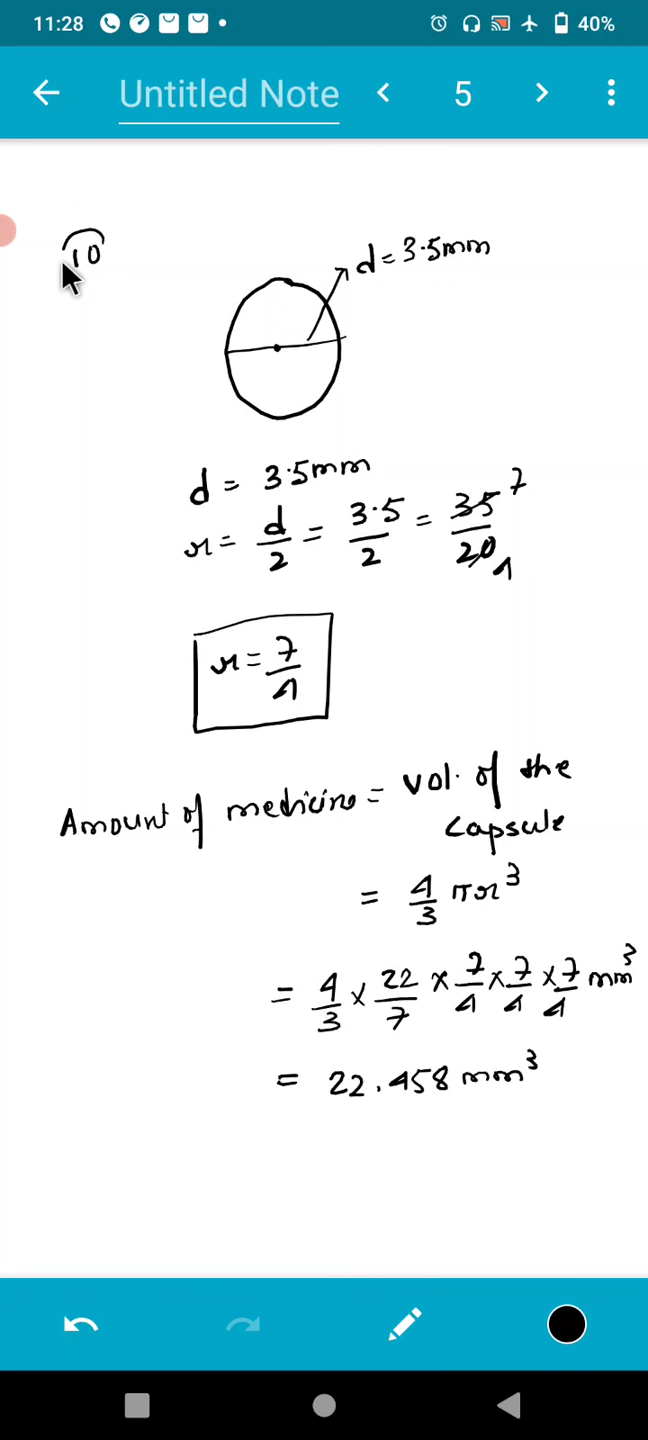 11:28 40%
Untitled Note 5
10
d = 3.5mm
d = 3.5mm
r = d/2 = 3.5/2 = 35/20 7 4
r = 7/4
Amount of medicine = vol. of the
capsule
= 4/3 πr³
= 4/3 × 22/7 × 7/4 × 7/4 × 7/4 mm³
= 22.458 mm³